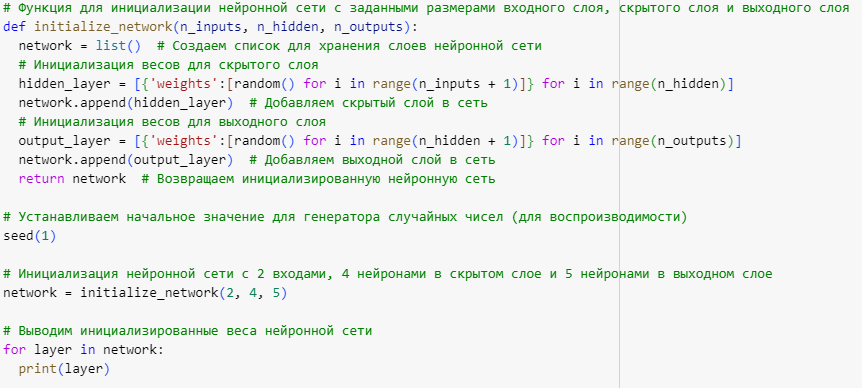 # Функция для инициализации нейронной сети с заданными размерами входного слоя, скрытого слоя и выходного слоя
def initialize_network(n_inputs, n_hidden, n_outputs):
  network = list()  # Создаем список для хранения слоев нейронной сети
  # Инициализация весов для скрытого слоя
  hidden_layer = [{'weights':[random() for i in range(n_inputs + 1)]} for i in range(n_hidden)]
  network.append(hidden_layer)  # Добавляем скрытый слой в сеть
  # Инициализация весов для выходного слоя
  output_layer = [{'weights':[random() for i in range(n_hidden + 1)]} for i in range(n_outputs)]
  network.append(output_layer)  # Добавляем выходной слой в сеть
  return network  # Возвращаем инициализированную нейронную сеть

# Устанавливаем начальное значение для генератора случайных чисел (для воспроизводимости)
seed(1)

# Инициализация нейронной сети с 2 входами, 4 нейронами в скрытом слое и 5 нейронами в выходном слое
network = initialize_network(2, 4, 5)

# Выводим инициализированные веса нейронной сети
for layer in network:
  print(layer)